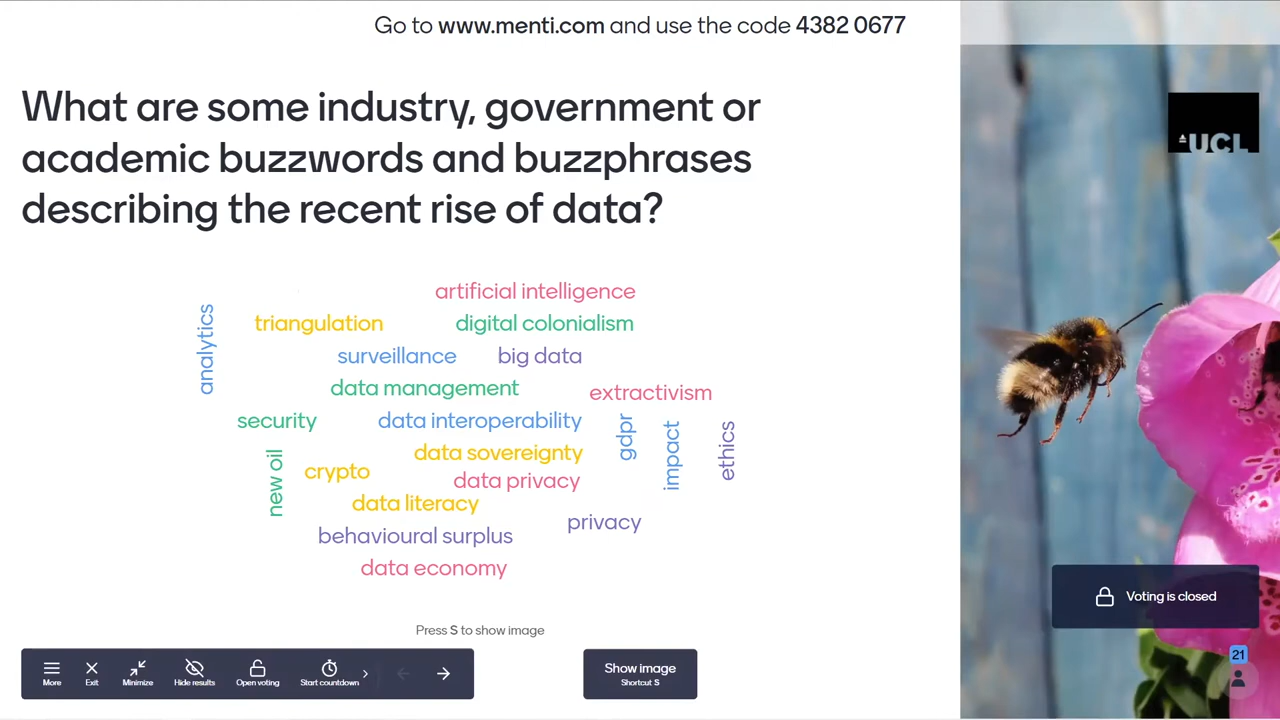 Go to www.menti.com and use the code 4382 0677
UCL
What are some industry, government or
academic buzzwords and buzzphrases
describing the recent rise of data?
artificial intelligence
analytics
triangulation
digital colonialism
surveillance
big data
data management
extractivism
security
data interoperability
gdpr
impact
ethics
new oil
crypto
data sovereignty
data privacy
data literacy
privacy
behavioural surplus
data economy
Voting is closed
Press S to show image
21
More
Exit
Minimize
Hide results
Open voting
Start countdown
Show image
Shortcut S